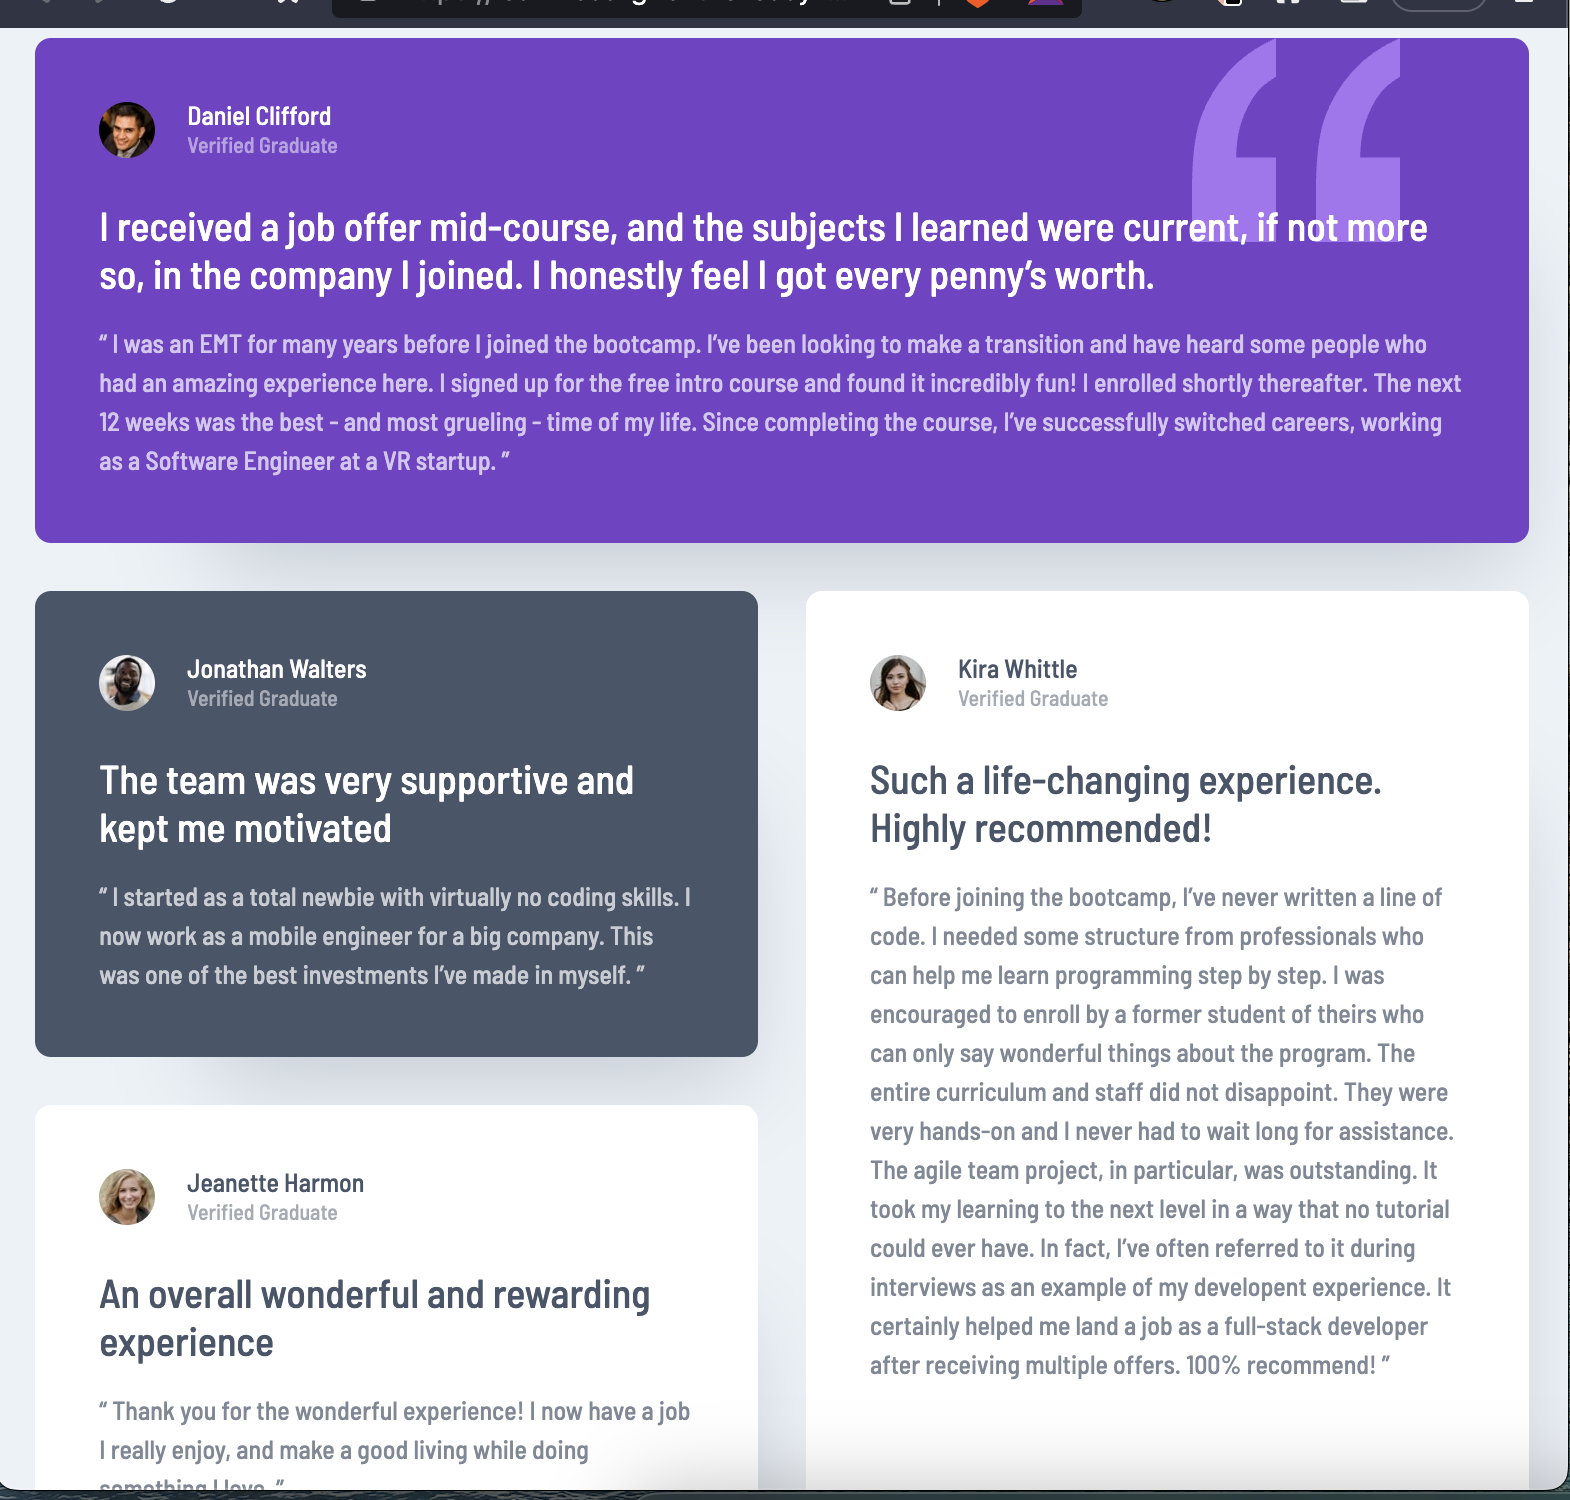 Daniel Clifford
Verified Graduate
I received a job offer mid-course, and the subjects I learned were current, if not more
so, in the company I joined. I honestly feel I got every penny’s worth.
“ I was an EMT for many years before I joined the bootcamp. I’ve been looking to make a transition and have heard some people who
had an amazing experience here. I signed up for the free intro course and found it incredibly fun! I enrolled shortly thereafter. The next
12 weeks was the best - and most grueling - time of my life. Since completing the course, I’ve successfully switched careers, working
as a Software Engineer at a VR startup. ”
Jonathan Walters
Verified Graduate
The team was very supportive and
kept me motivated
“ I started as a total newbie with virtually no coding skills. I
now work as a mobile engineer for a big company. This
was one of the best investments I’ve made in myself. ”
Kira Whittle
Verified Graduate
Such a life-changing experience.
Highly recommended!
“ Before joining the bootcamp, I’ve never written a line of
code. I needed some structure from professionals who
can help me learn programming step by step. I was
encouraged to enroll by a former student of theirs who
can only say wonderful things about the program. The
entire curriculum and staff did not disappoint. They were
very hands-on and I never had to wait long for assistance.
The agile team project, in particular, was outstanding. It
took my learning to the next level in a way that no tutorial
could ever have. In fact, I’ve often referred to it during
interviews as an example of my developent experience. It
certainly helped me land a job as a full-stack developer
after receiving multiple offers. 100% recommend! ”
Jeanette Harmon
Verified Graduate
An overall wonderful and rewarding
experience
“ Thank you for the wonderful experience! I now have a job
I really enjoy, and make a good living while doing
something I love. ”